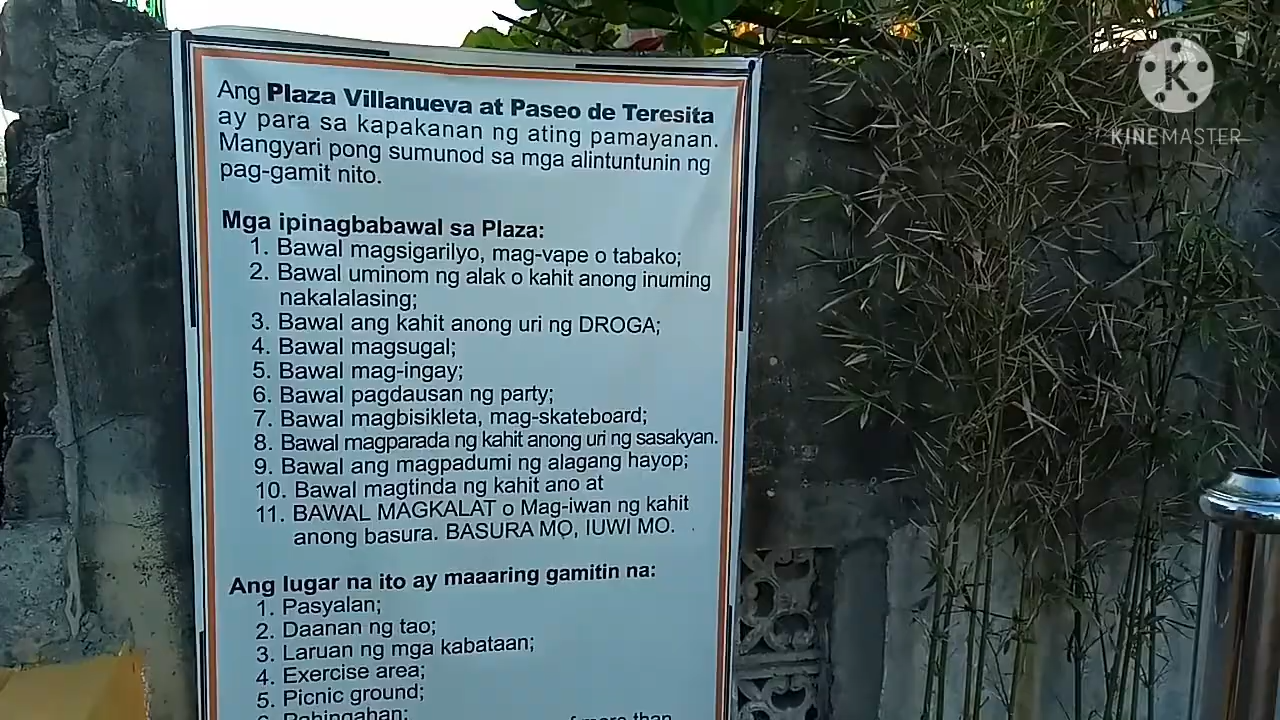 Ang Plaza Villanueva at Paseo de Teresita
ay para sa kapakanan ng ating pamayanan.
Mangyari pong sumunod sa mga alintuntunin ng
pag-gamit nito.
Mga ipinagbabawal sa Plaza:
1. Bawal magsigarilyo, mag-vape o tabako;
2. Bawal uminom ng alak o kahit anong inuming
nakalalasing;
3. Bawal ang kahit anong uri ng DROGA;
4. Bawal magsugal;
5. Bawal mag-ingay;
6. Bawal pagdausan ng party;
7. Bawal magbisikleta, mag-skateboard;
8. Bawal magparada ng kahit anong uri ng sasakyan.
9. Bawal ang magpadumi ng alagang hayop;
10. Bawal magtinda ng kahit ano at
11. BAWAL MAGKALAT o Mag-iwan ng kahit
anong basura. BASURA MO, IUWI MO.
Ang lugar na ito ay maaaring gamitin na:
1. Pasyalan;
2. Daanan ng tao;
3. Laruan ng mga kabataan;
4. Exercise area;
5. Picnic ground;
6. Pahingahan; of more than
K
KINEMASTER